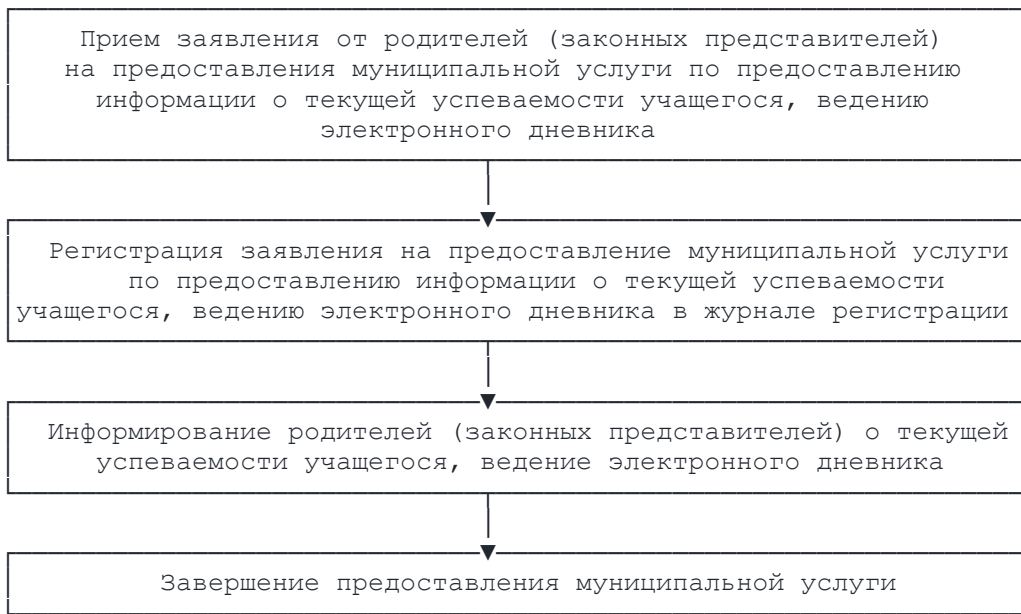 Прием заявления от родителей (законных представителей)
на предоставления муниципальной услуги по предоставлению
информации о текущей успеваемости учащегося, ведению
электронного дневника
Регистрация заявления на предоставление муниципальной услуги
по предоставлению информации о текущей успеваемости
учащегося, ведению электронного дневника в журнале регистрации
Информирование родителей (законных представителей) о текущей
успеваемости учащегося, ведение электронного дневника
Завершение предоставления муниципальной услуги